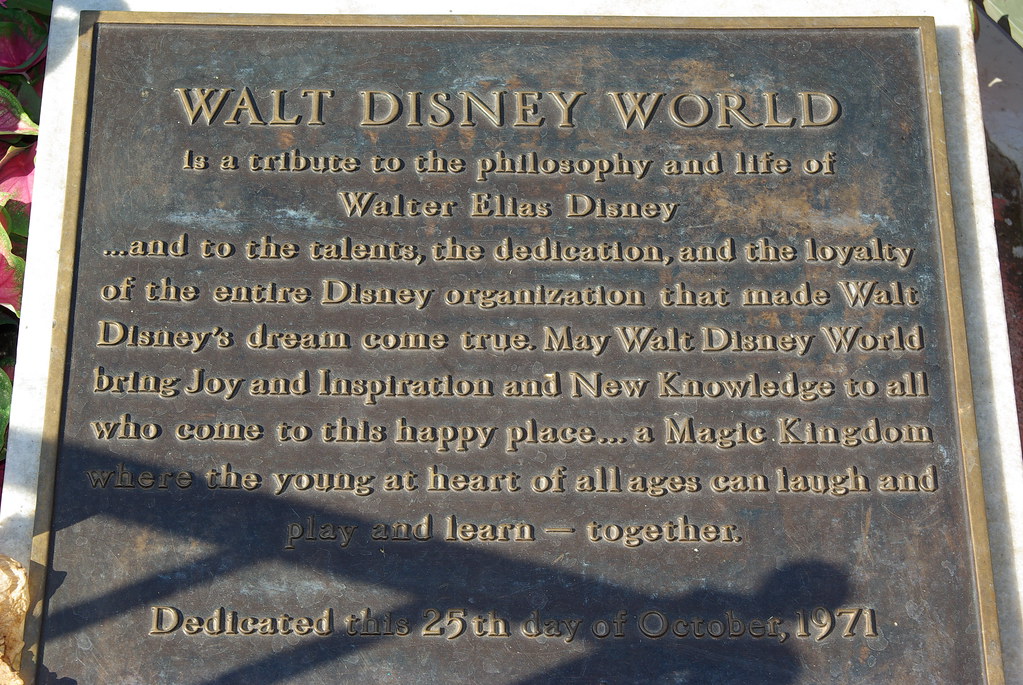 WALT DISNEY WORLD
Is a tribute to the philosophy and life of
Walter Elias Disney
...and to the talents, the dedication, and the loyalty
of the entire Disney organization that made Walt
Disney's dream come true. May Walt Disney World
bring Joy and Inspiration and New Knowledge to all
who come to this happy place... a Magic Kingdom
where the young at heart of all ages can laugh and
play and learn — together.
Dedicated this 25th day of October, 1971